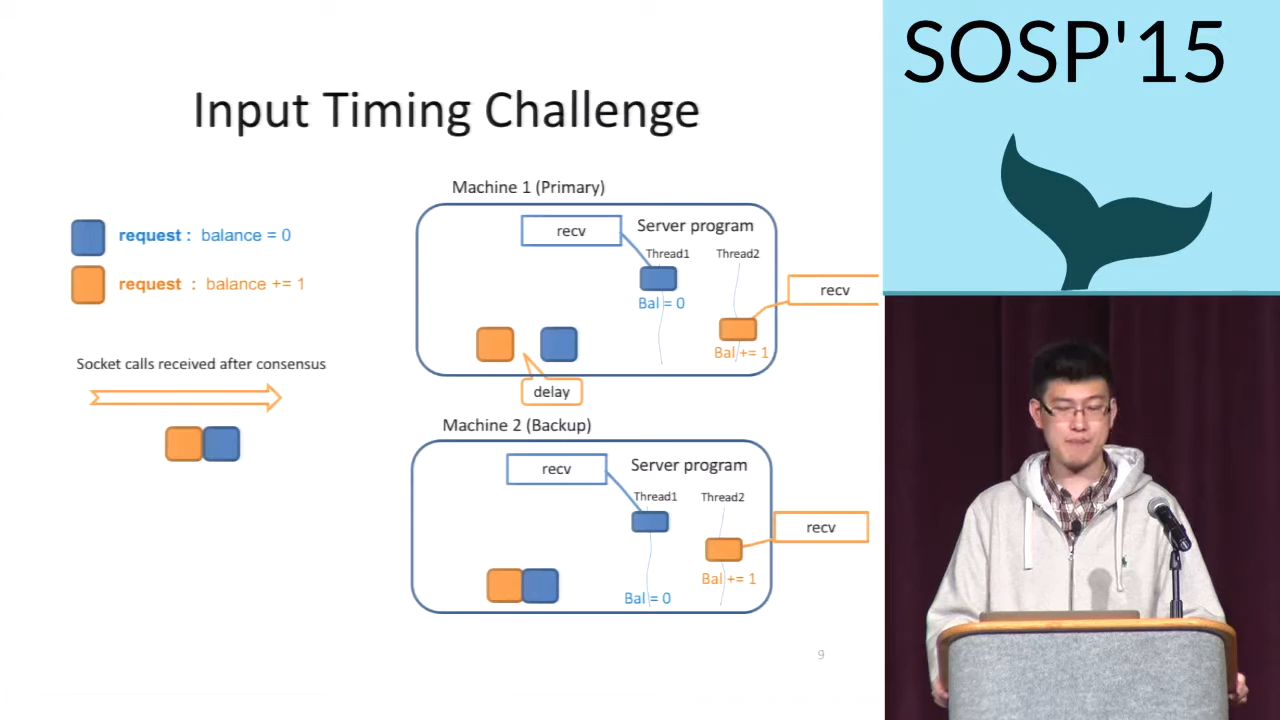 Input Timing Challenge
request : balance = 0
request : balance += 1
Socket calls received after consensus
Machine 1 (Primary)
recv
Server program
Thread1
Thread2
Bal = 0
recv
Bal += 1
delay
Machine 2 (Backup)
recv
Server program
Thread1
Thread2
recv
Bal += 1
Bal = 0
9
SOSP'15